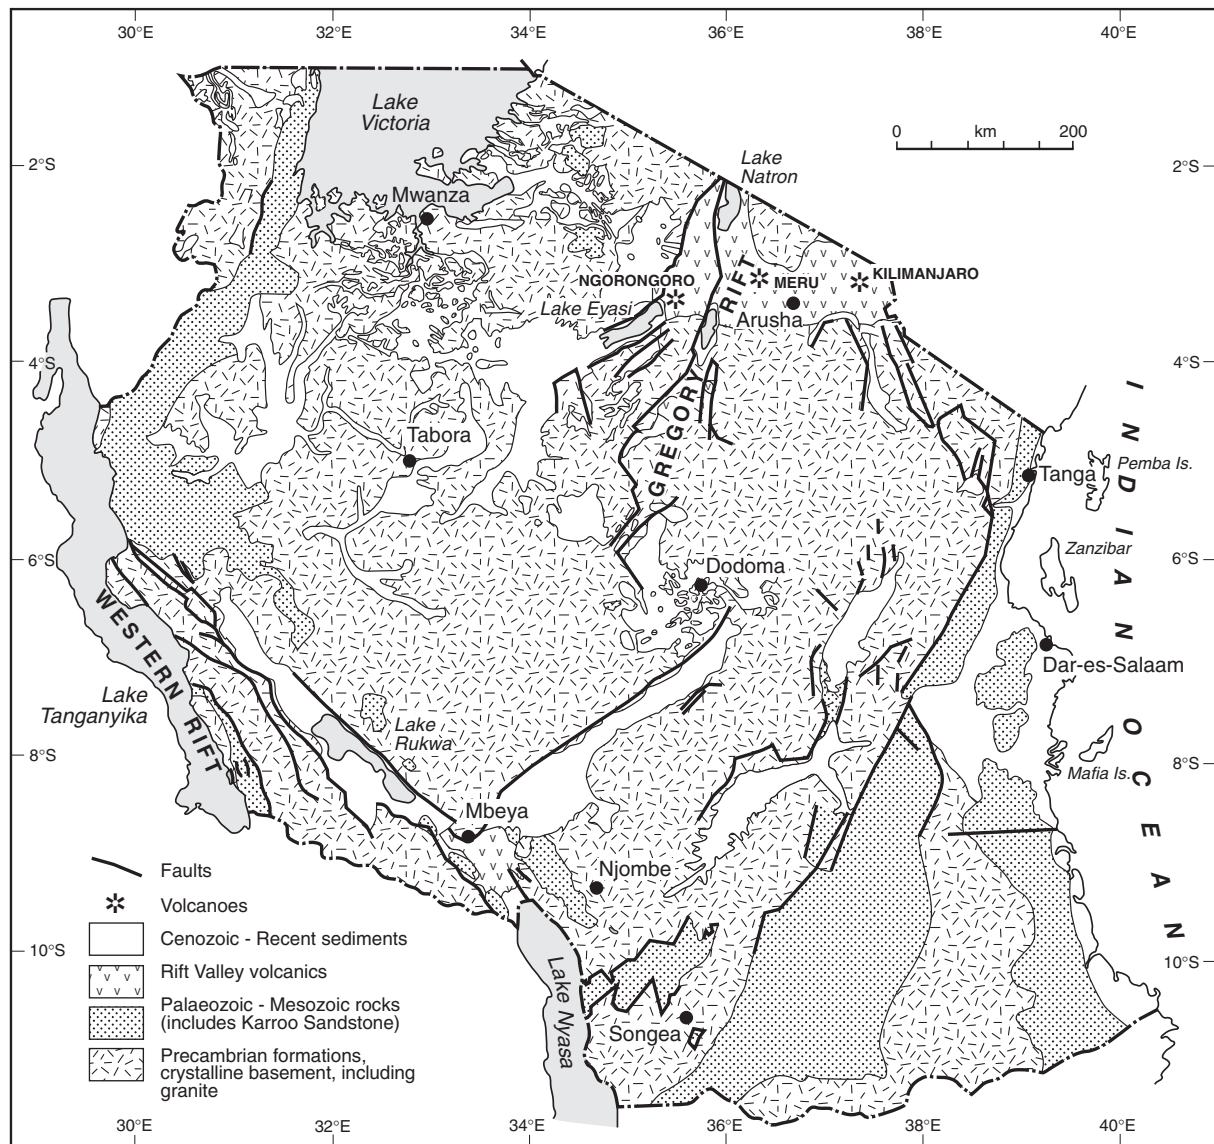 30°E 32°E 34°E 36°E 38°E 40°E
Lake
Victoria
0 km 200
2°S 2°S
Lake
Natron
Mwanza
NGORONGORO
MERU
KILIMANJARO
Lake Eyasi
Arusha
GREGORY RIFT
4°S 4°S
Tabora
Tanga
Pemba Is.
INDIAN OCEAN
Zanzibar
6°S 6°S
Dodoma
WESTERN RIFT
Dar-es-Salaam
Lake
Tanganyika
Lake
Rukwa
8°S 8°S
Mafia Is.
Mbeya
Njombe
Faults
Volcanoes
Cenozoic - Recent sediments
10°S 10°S
Rift Valley volcanics
Lake Nyasa
Palaeozoic - Mesozoic rocks
(includes Karroo Sandstone)
Songea
Precambrian formations,
crystalline basement, including
granite
30°E 32°E 34°E 36°E 38°E 40°E